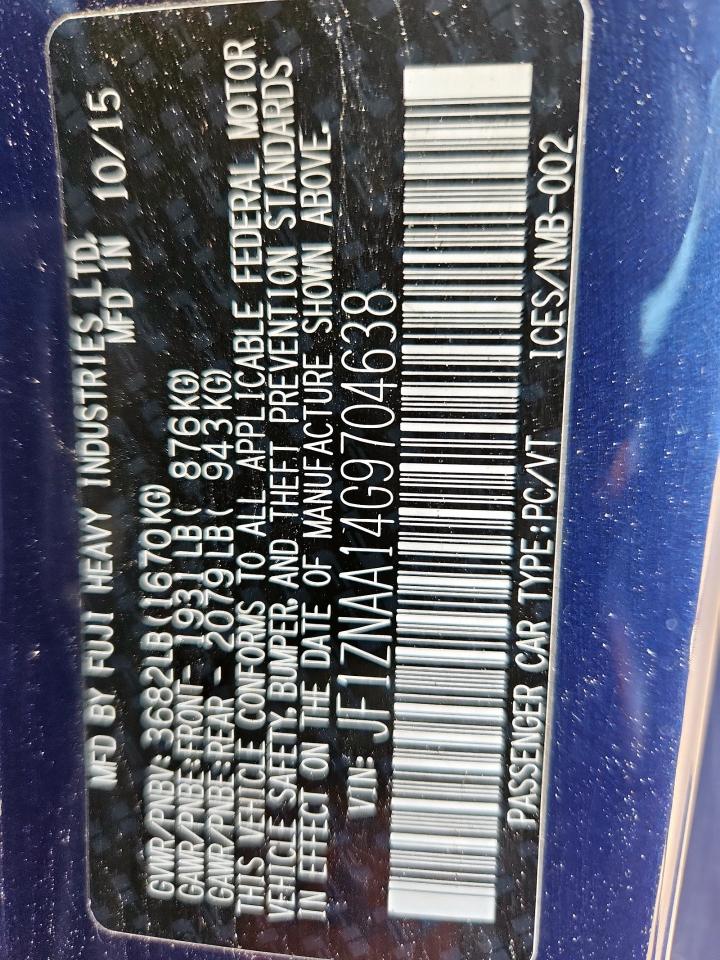 MFD BY FUJI HEAVY INDUSTRIES LTD.
MFD IN 10/15
GVWR/PNBV: 3682LB(1670KG)
GAWR/PNBE:FRONT- 1931LB( 876KG)
GAWR/PNBE:REAR - 2079LB( 943KG)
THIS VEHICLE CONFORMS TO ALL APPLICABLE FEDERAL MOTOR
VEHICLE SAFETY, BUMPER, AND THEFT PREVENTION STANDARDS
IN EFFECT ON THE DATE OF MANUFACTURE SHOWN ABOVE.
VIN: JF1ZNAA14G9704638
PASSENGER CAR TYPE:PC/VT ICES/NMB-002